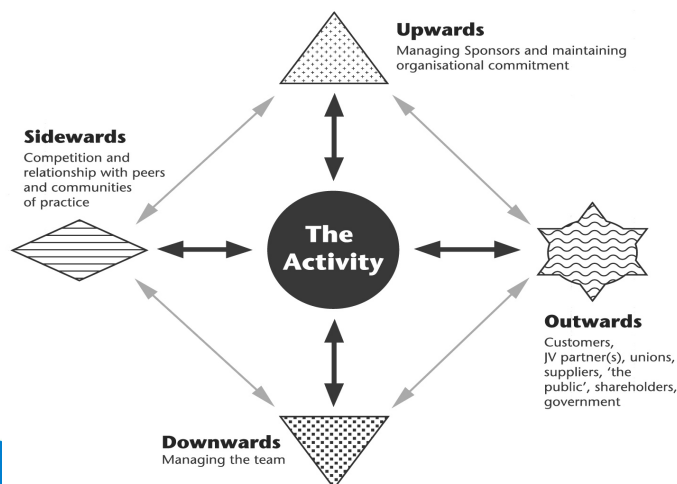 Upwards
Managing Sponsors and maintaining
organisational commitment
Sidewards
Competition and
relationship with peers
and communities
of practice
The
Activity
Outwards
Customers,
JV partner(s), unions,
suppliers, ‘the
public’, shareholders,
government
Downwards
Managing the team